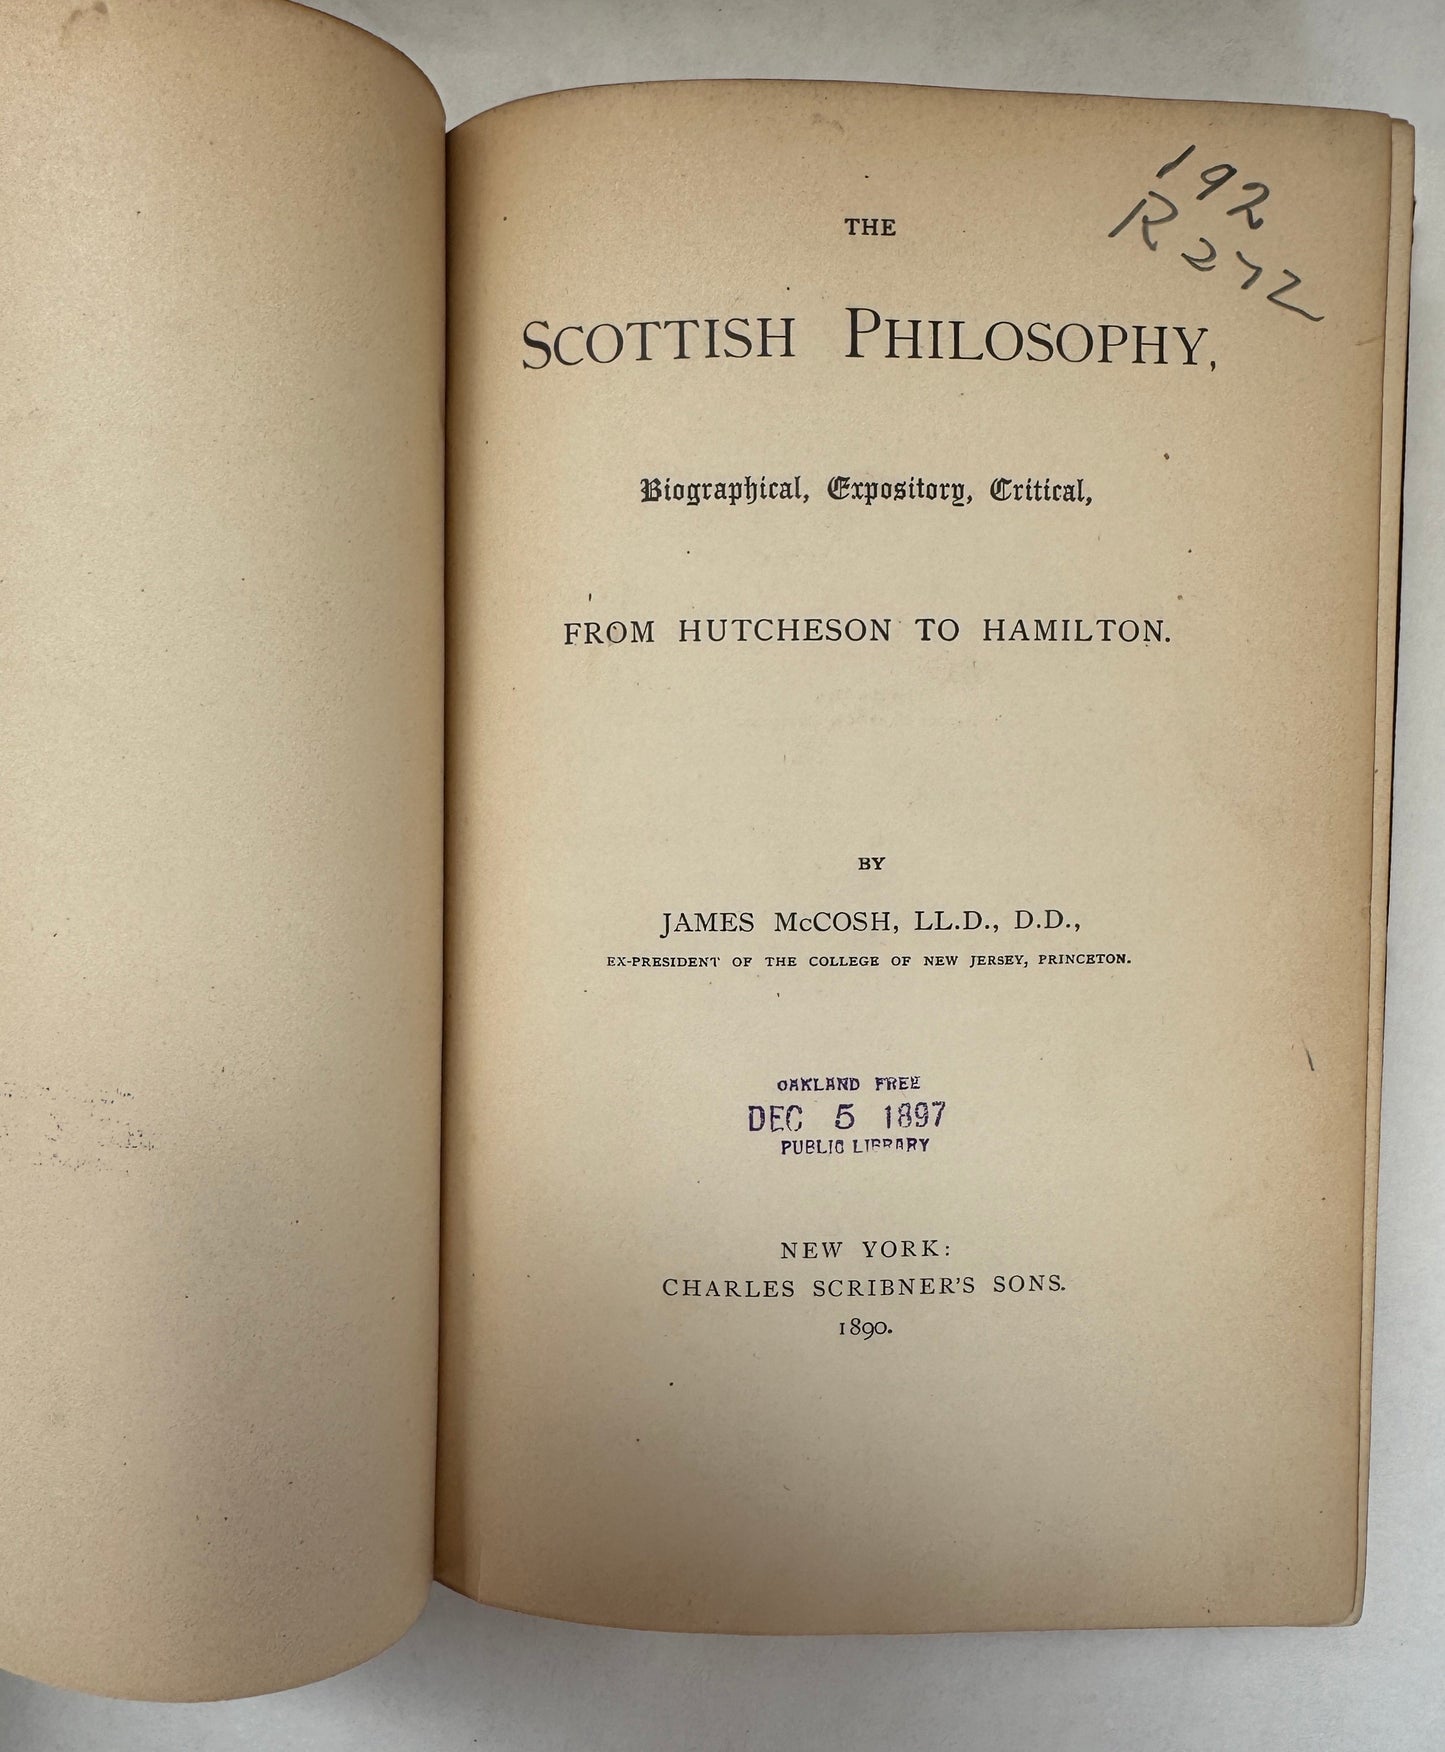 192
R272
THE
SCOTTISH PHILOSOPHY,
Biographical, Expository, Critical,
FROM HUTCHESON TO HAMILTON.
BY
JAMES McCOSH, LL.D., D.D.,
EX-PRESIDENT OF THE COLLEGE OF NEW JERSEY, PRINCETON.
OAKLAND FREE
DEC 5 1897
PUBLIC LIBRARY
NEW YORK:
CHARLES SCRIBNER'S SONS.
1890.